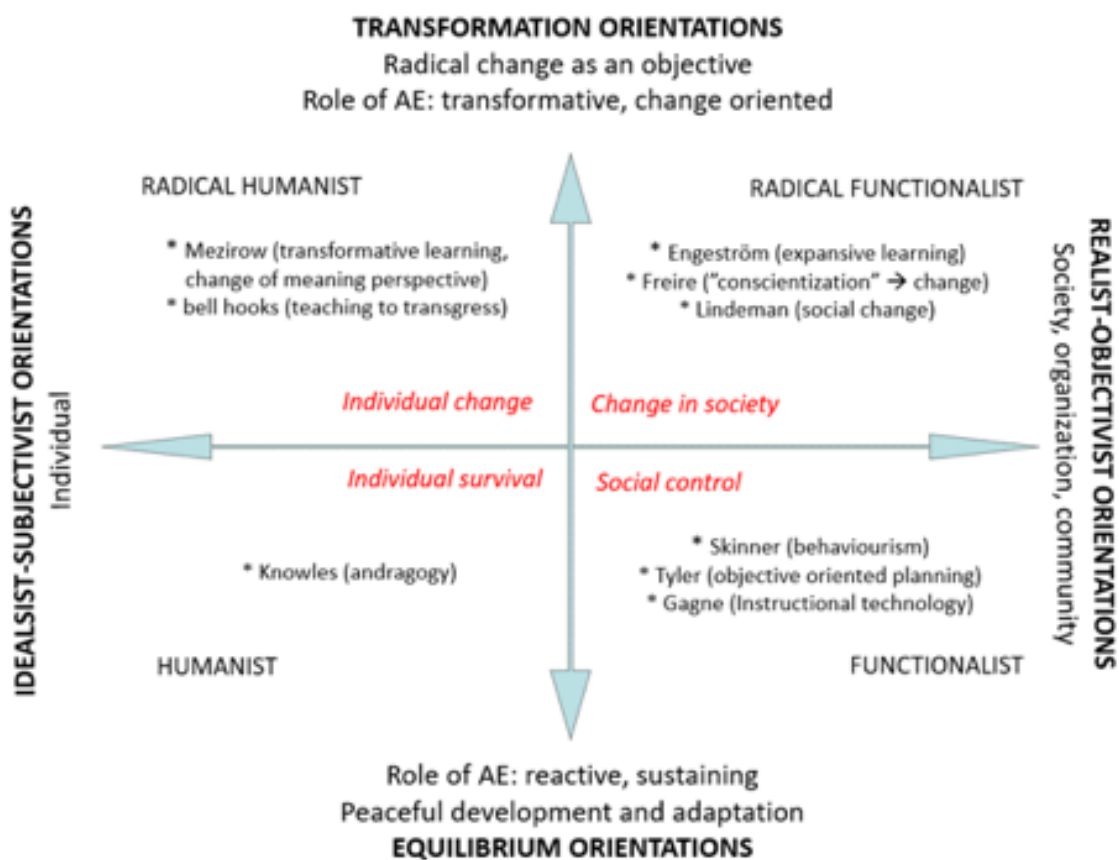 TRANSFORMATION ORIENTATIONS
Radical change as an objective
Role of AE: transformative, change oriented
RADICAL HUMANIST
* Mezirow (transformative learning,
change of meaning perspective)
* bell hooks (teaching to transgress)
RADICAL FUNCTIONALIST
* Engeström (expansive learning)
* Freire ("conscientization" → change)
* Lindeman (social change)
IDEALSIST-SUBJECTIVIST ORIENTATIONS
Individual
REALIST-OBJECTIVIST ORIENTATIONS
Society, organization, community
Individual change
Change in society
Individual survival
Social control
* Knowles (andragogy)
HUMANIST
* Skinner (behaviourism)
* Tyler (objective oriented planning)
* Gagne (Instructional technology)
FUNCTIONALIST
Role of AE: reactive, sustaining
Peaceful development and adaptation
EQUILIBRIUM ORIENTATIONS